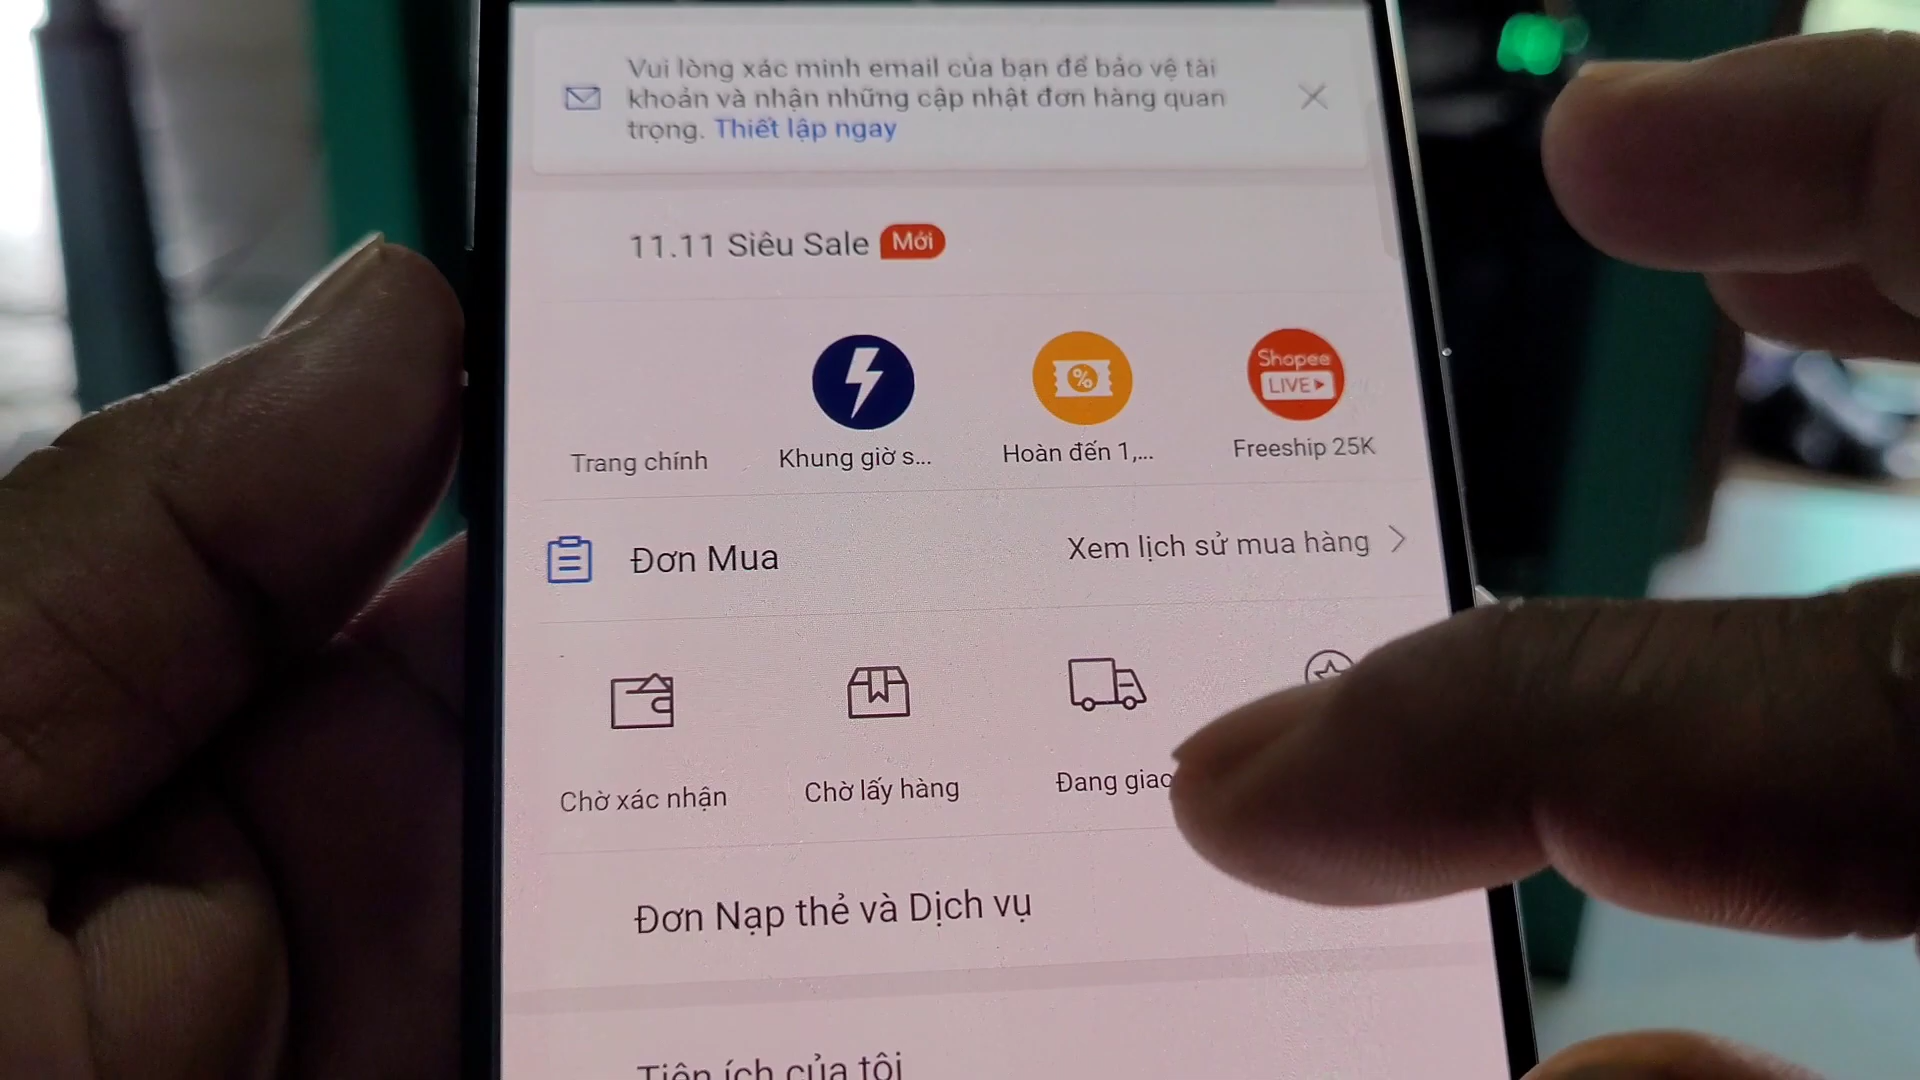 Vui lòng xác minh email của bạn để bảo vệ tài
khoản và nhận những cập nhật đơn hàng quan
trọng. Thiết lập ngay
11.11 Siêu Sale Mới
Shopee
LIVE
Trang chính Khung giờ s... Hoàn đến 1,... Freeship 25K
Đơn Mua Xem lịch sử mua hàng
Chờ xác nhận Chờ lấy hàng Đang giao
Đơn Nạp thẻ và Dịch vụ
Tiện ích của tôi